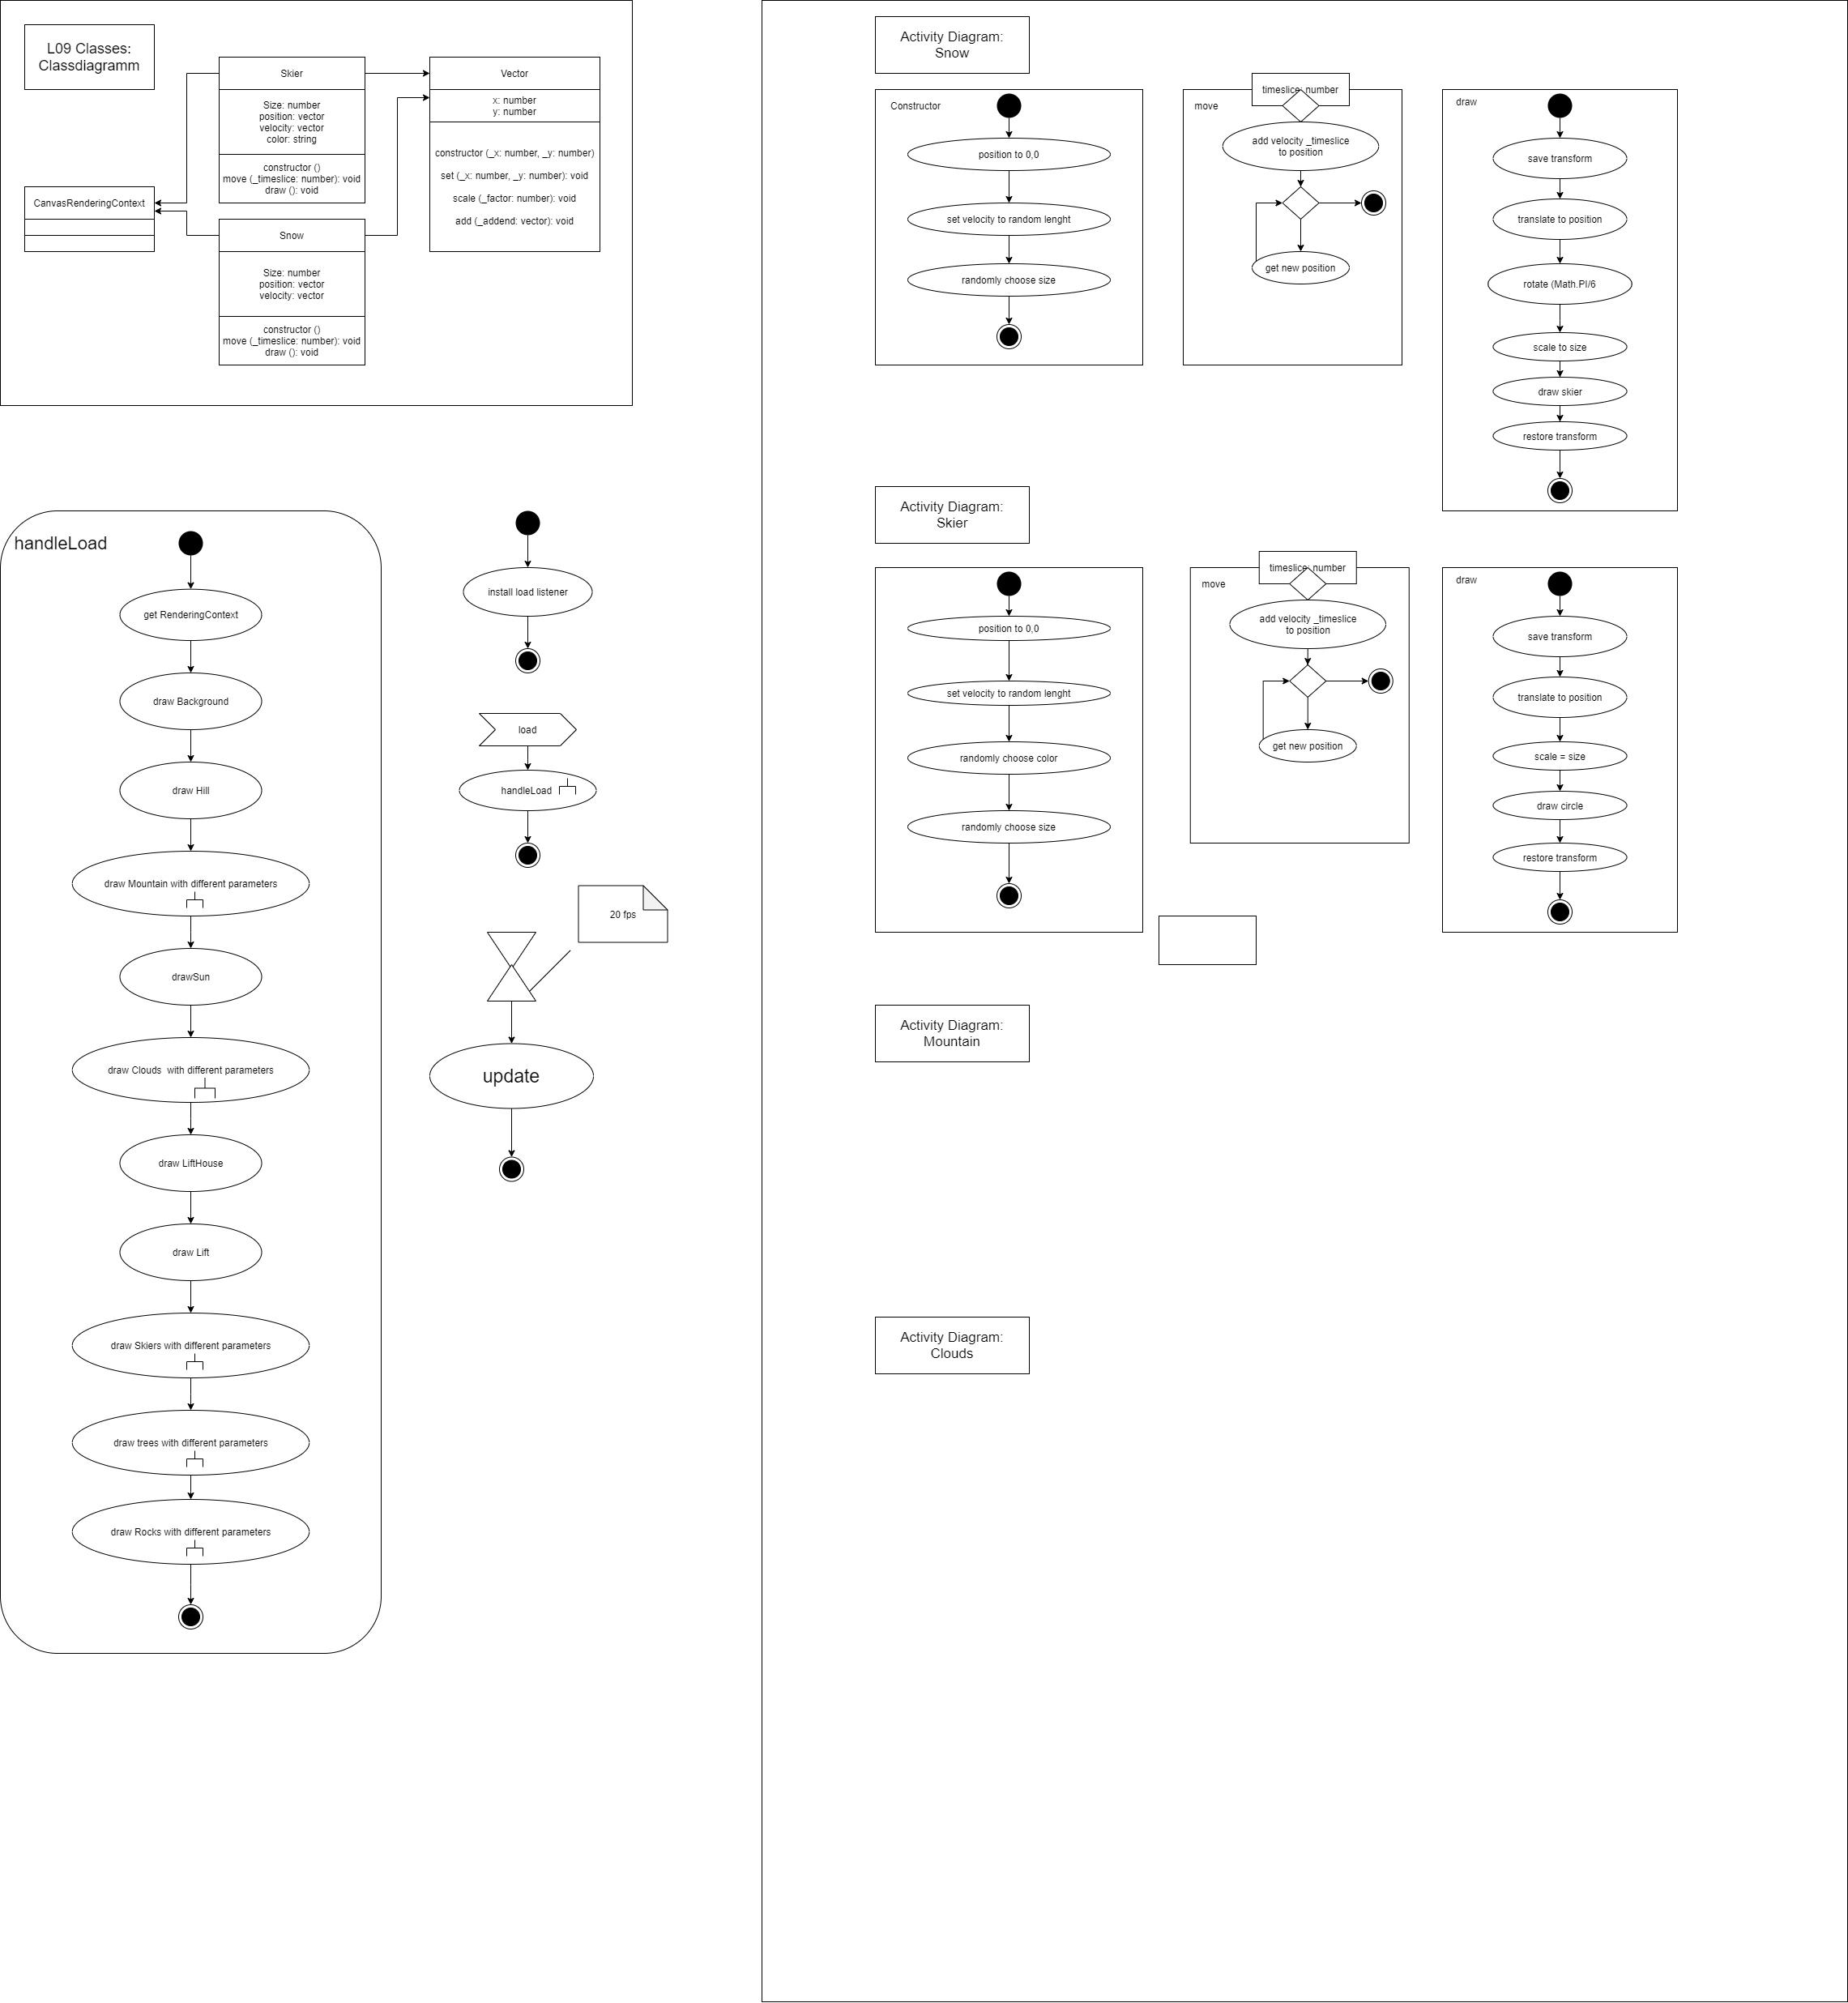 L09 Classes:
Classdiagramm
Skier
Size: number
position: vector
velocity: vector
color: string
constructor ()
move (_timeslice: number): void
draw (): void
Vector
x: number
y: number
constructor (_x: number, _y: number)
set (_x: number, _y: number): void
scale (_factor: number): void
add (_addend: vector): void
CanvasRenderingContext
Snow
Size: number
position: vector
velocity: vector
constructor ()
move (_timeslice: number): void
draw (): void
handleLoad
get RenderingContext
draw Background
draw Hill
draw Mountain with different parameters
drawSun
draw Clouds  with different parameters
draw LiftHouse
draw Lift
draw Skiers with different parameters
draw trees with different parameters
draw Rocks with different parameters
install load listener
load
handleLoad
20 fps
update
Activity Diagram:
Snow
Constructor
position to 0,0
set velocity to random lenght
randomly choose size
timeslice: number
move
add velocity _timeslice
to position
get new position
draw
save transform
translate to position
rotate (Math.PI/6
scale to size
draw skier
restore transform
Activity Diagram:
Skier
position to 0,0
set velocity to random lenght
randomly choose color
randomly choose size
timeslice: number
move
add velocity _timeslice
to position
get new position
draw
save transform
translate to position
scale = size
draw circle
restore transform
Activity Diagram:
Mountain
Activity Diagram:
Clouds